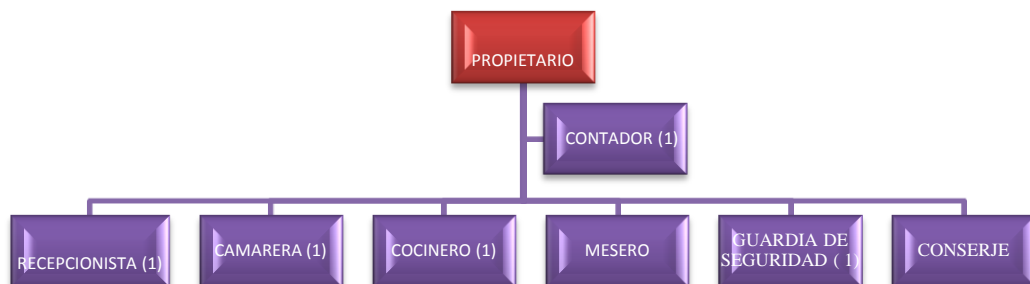 PROPIETARIO
CONTADOR (1)
RECEPCIONISTA (1)
CAMARERA (1)
COCINERO (1)
MESERO
GUARDIA DE
SEGURIDAD ( 1)
CONSERJE